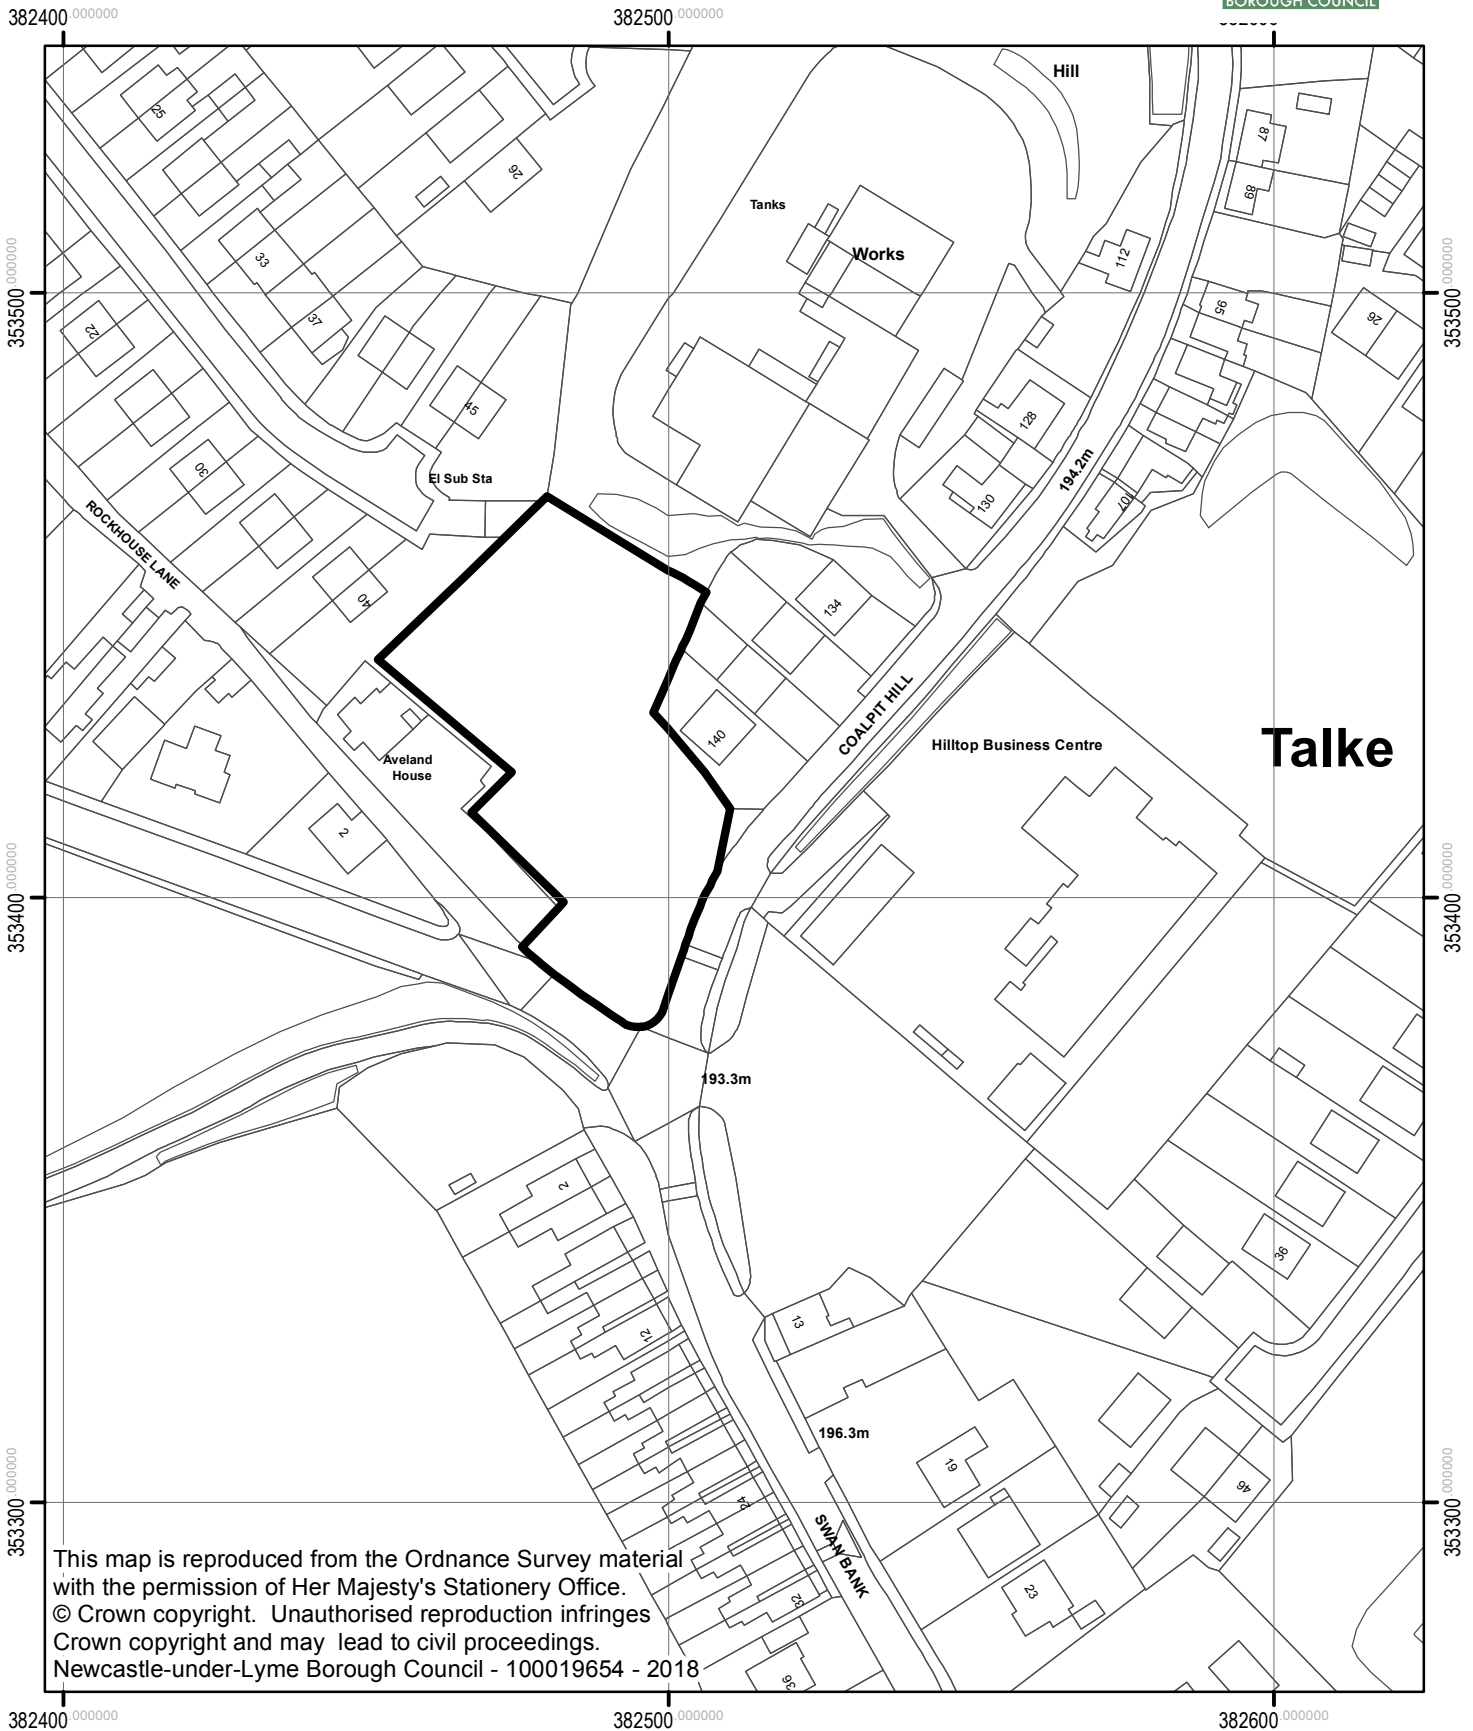 BOROUGH COUNCIL
382400.000000
382500.000000
Hill
25
87
26
89
Tanks
33
Works
112
353500.000000
353500.000000
37
95
26
22
45
128
30
El Sub Sta
194.2m
107
130
ROCKHOUSE LANE
40
134
COALPIT HILL
140
Hilltop Business Centre
Talke
Aveland
House
2
353400.000000
353400.000000
193.3m
2
36
13
12
196.3m
19
46
24
353300.000000
353300.000000
SWAN BANK
23
32
36
This map is reproduced from the Ordnance Survey material
with the permission of Her Majesty's Stationery Office.
© Crown copyright.  Unauthorised reproduction infringes
Crown copyright and may  lead to civil proceedings.
Newcastle-under-Lyme Borough Council - 100019654 - 2018
382400.000000
382500.000000
382600.000000